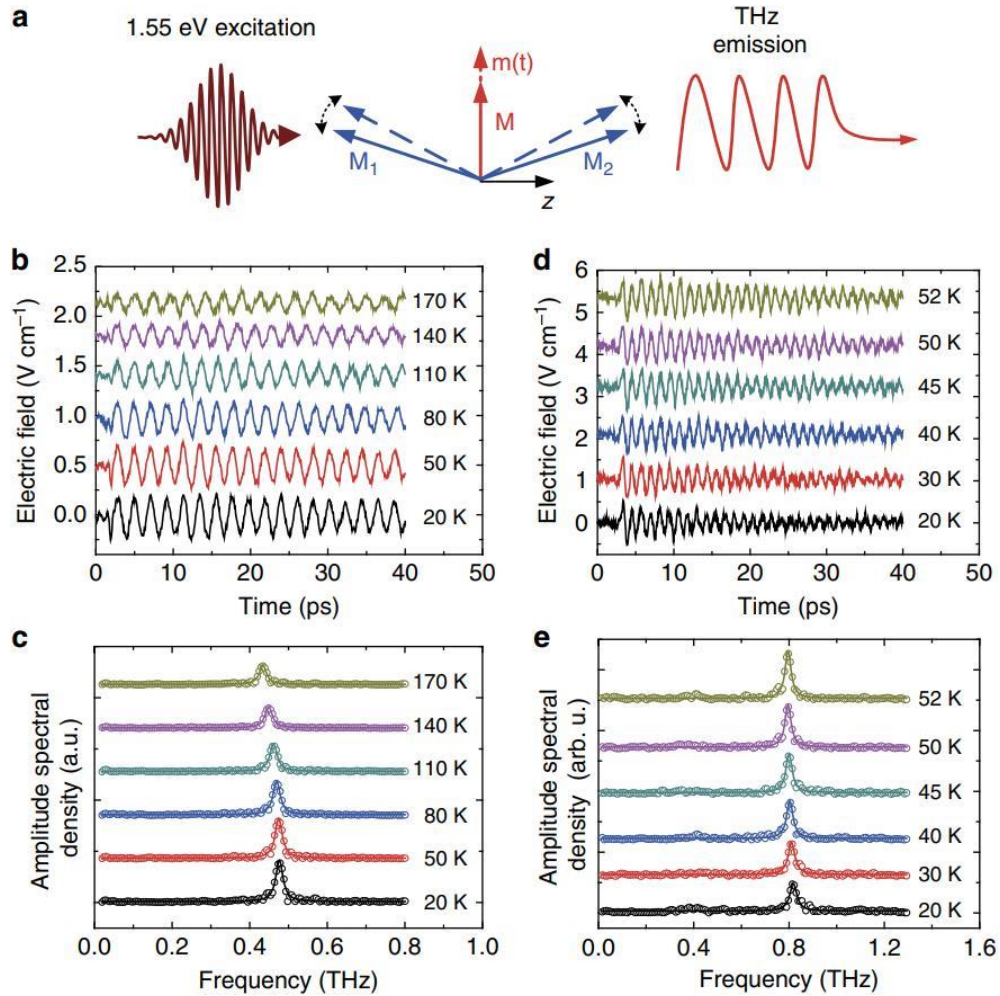 a
1.55 eV excitation
THz
emission
m(t)
M
M1
M2
z
b
2.5
2.0
1.5
1.0
0.5
0.0
Electric field (V cm−1)
170 K
140 K
110 K
80 K
50 K
20 K
0 10 20 30 40 50
Time (ps)
d
6
5
4
3
2
1
0
Electric field (V cm−1)
52 K
50 K
45 K
40 K
30 K
20 K
0 10 20 30 40 50
Time (ps)
c
Amplitude spectral
density (a.u.)
170 K
140 K
110 K
80 K
50 K
20 K
0.0 0.2 0.4 0.6 0.8 1.0
Frequency (THz)
e
Amplitude spectral
density (arb. u.)
52 K
50 K
45 K
40 K
30 K
20 K
0.0 0.4 0.8 1.2 1.6
Frequency (THz)